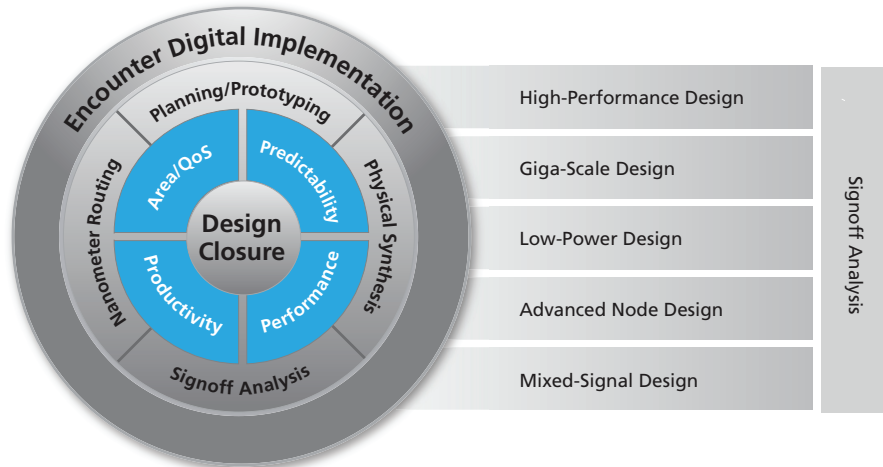 Encounter Digital Implementation
Planning/Prototyping
Nanometer Routing
Physical Synthesis
Signoff Analysis
Area/QoS
Predictability
Productivity
Performance
Design
Closure
High-Performance Design
Giga-Scale Design
Low-Power Design
Advanced Node Design
Mixed-Signal Design
Signoff Analysis